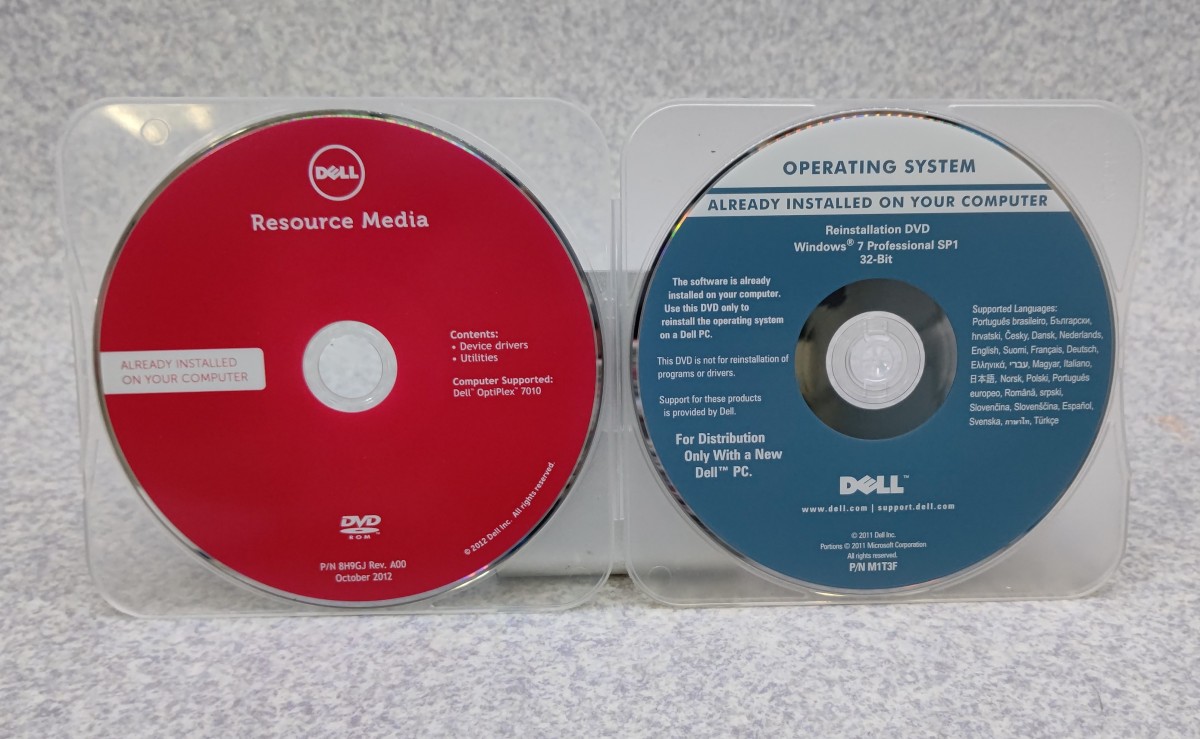 DELL
Resource Media
ALREADY INSTALLED
ON YOUR COMPUTER
Contents:
• Device drivers
• Utilities
Computer Supported:
Dell™ OptiPlex™ 7010
DVD
ROM
P/N 8H9GJ Rev. A00
October 2012
© 2012 Dell Inc. All rights reserved.
OPERATING SYSTEM
ALREADY INSTALLED ON YOUR COMPUTER
Reinstallation DVD
Windows® 7 Professional SP1
32-Bit
The software is already
installed on your computer.
Use this DVD only to
reinstall the operating system
on a Dell PC.
This DVD is not for reinstallation of
programs or drivers.
Support for these products
is provided by Dell.
For Distribution
Only With a New
Dell™ PC.
Supported Languages:
Português brasileiro, Български,
hrvatski, Česky, Dansk, Nederlands,
English, Suomi, Français, Deutsch,
Ελληνικά, עברי, Magyar, Italiano,
日本語, Norsk, Polski, Português
europeo, Română, srpski,
Slovenčina, Slovenščina, Español,
Svenska, ภาษาไทย, Türkçe
DELL™
www.dell.com | support.dell.com
© 2011 Dell Inc.
Portions © 2011 Microsoft Corporation
All rights reserved.
P/N M1T3F